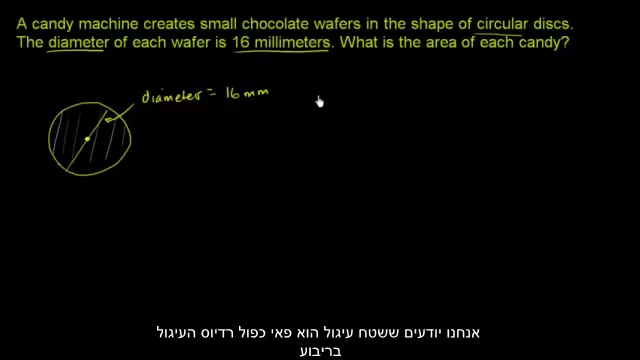 A candy machine creates small chocolate wafers in the shape of circular discs.
The diameter of each wafer is 16 millimeters. What is the area of each candy?
diameter = 16 mm
אנחנו יודעים ששטח עיגול הוא פאי כפול רדיוס העיגול
בריבוע